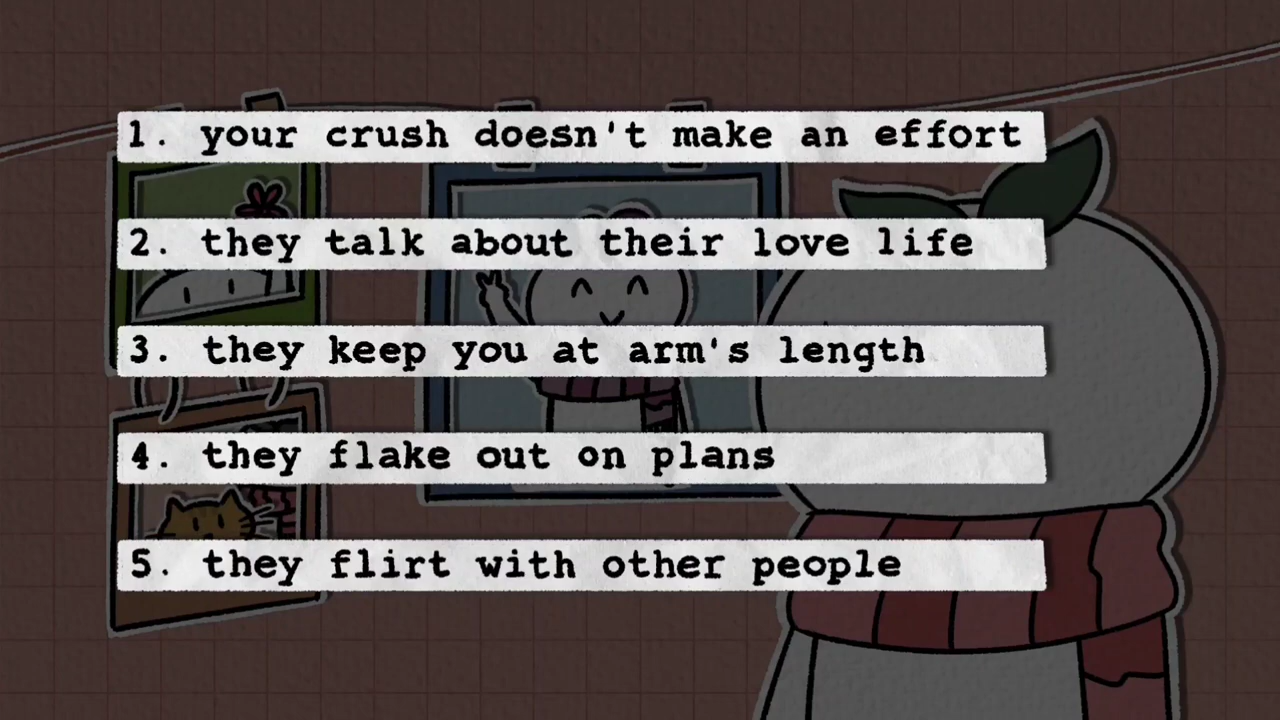 1. your crush doesn't make an effort
2. they talk about their love life
3. they keep you at arm's length
4. they flake out on plans
5. they flirt with other people